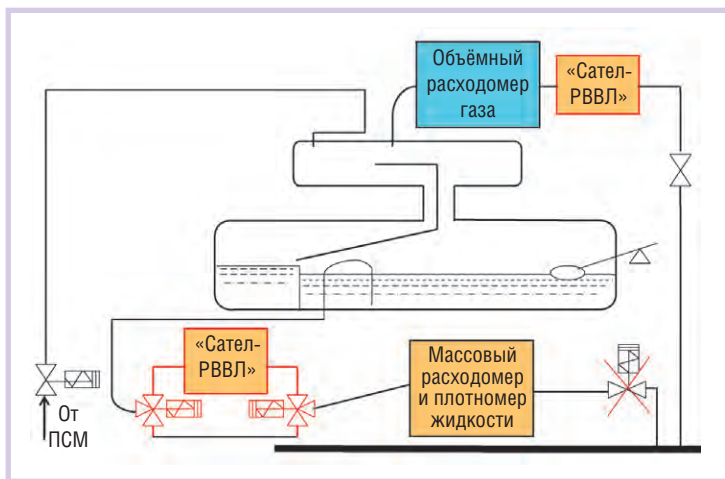 Объёмный
расходомер
газа
«Сател-
РВВЛ»
«Сател-
РВВЛ»
Массовый
расходомер
и плотномер
жидкости
От
ПСМ